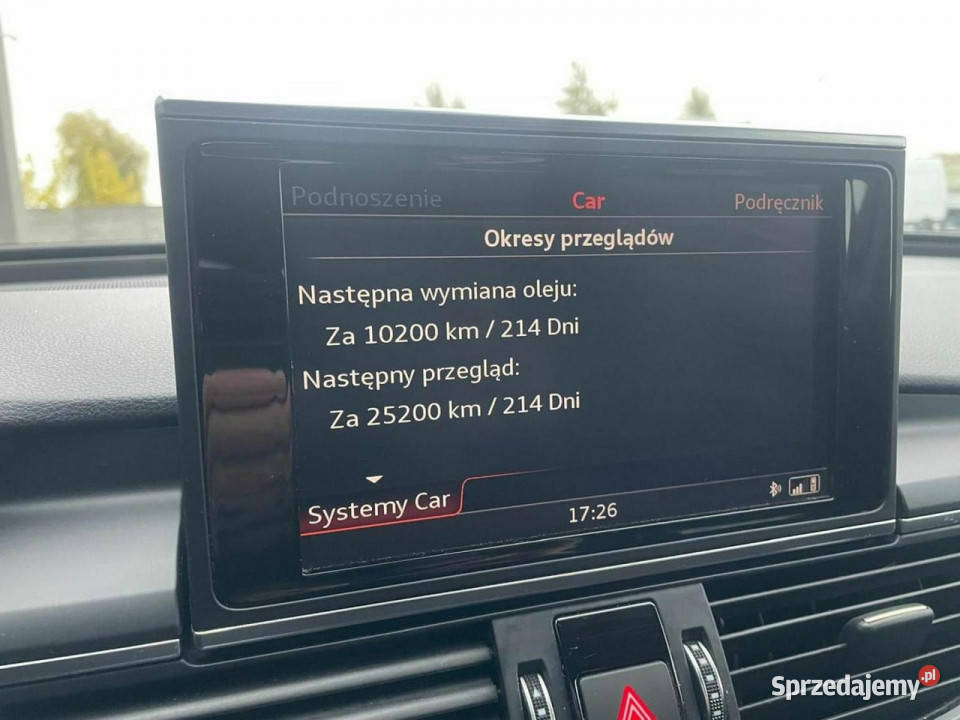 Podnoszenie Car Podręcznik
Okresy przeglądów
Następna wymiana oleju:
Za 10200 km / 214 Dni
Następny przegląd:
Za 25200 km / 214 Dni
Systemy Car
17:26
Sprzedajemy.pl